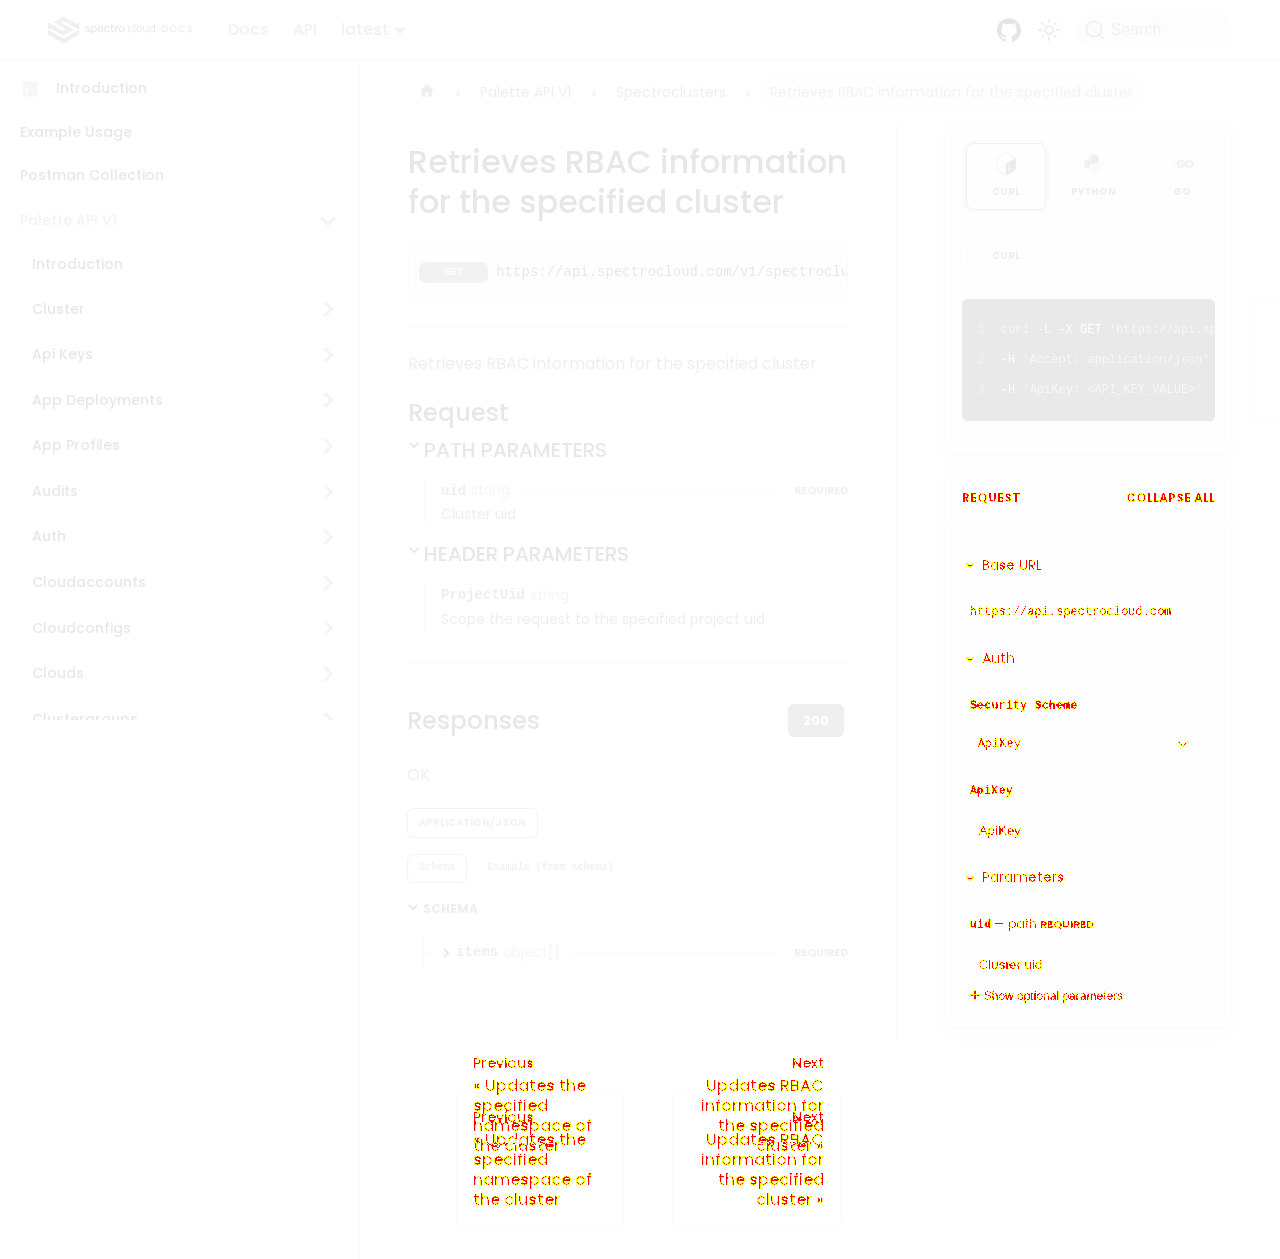 spectro cloud DOCS
Docs API latest
Search
Introduction
Example Usage
Postman Collection
Palette API V1
Introduction
Cluster
Api Keys
App Deployments
App Profiles
Audits
Auth
Cloudaccounts
Cloudconfigs
Clouds
Clustergroups
Palette API V1 Spectroclusters Retrieves RBAC information for the specified cluster
Retrieves RBAC information
for the specified cluster
GET https://api.spectrocloud.com/v1/spectroclu
Retrieves RBAC information for the specified cluster
Request
PATH PARAMETERS
uid string REQUIRED
Cluster uid
HEADER PARAMETERS
ProjectUid string
Scope the request to the specified project uid
Responses 200
OK
APPLICATION/JSON
Schema Example (from schema)
SCHEMA
items object[] REQUIRED
Previous
« Updates the
specified
namespace of
the cluster
Next
Updates RBAC
information for
the specified
cluster »
Previous
« Updates the
specified
namespace of
the cluster
Next
Updates RBAC
information for
the specified
cluster »
CURL PYTHON GO
CURL
1 curl -L -X GET 'https://api.sp
2 -H 'Accept: application/json'
3 -H 'ApiKey: <API_KEY_VALUE>'
REQUEST COLLAPSE ALL
Base URL
https://api.spectrocloud.com
Auth
Security Scheme
ApiKey
ApiKey
ApiKey
Parameters
uid — path REQUIRED
Cluster uid
Show optional parameters